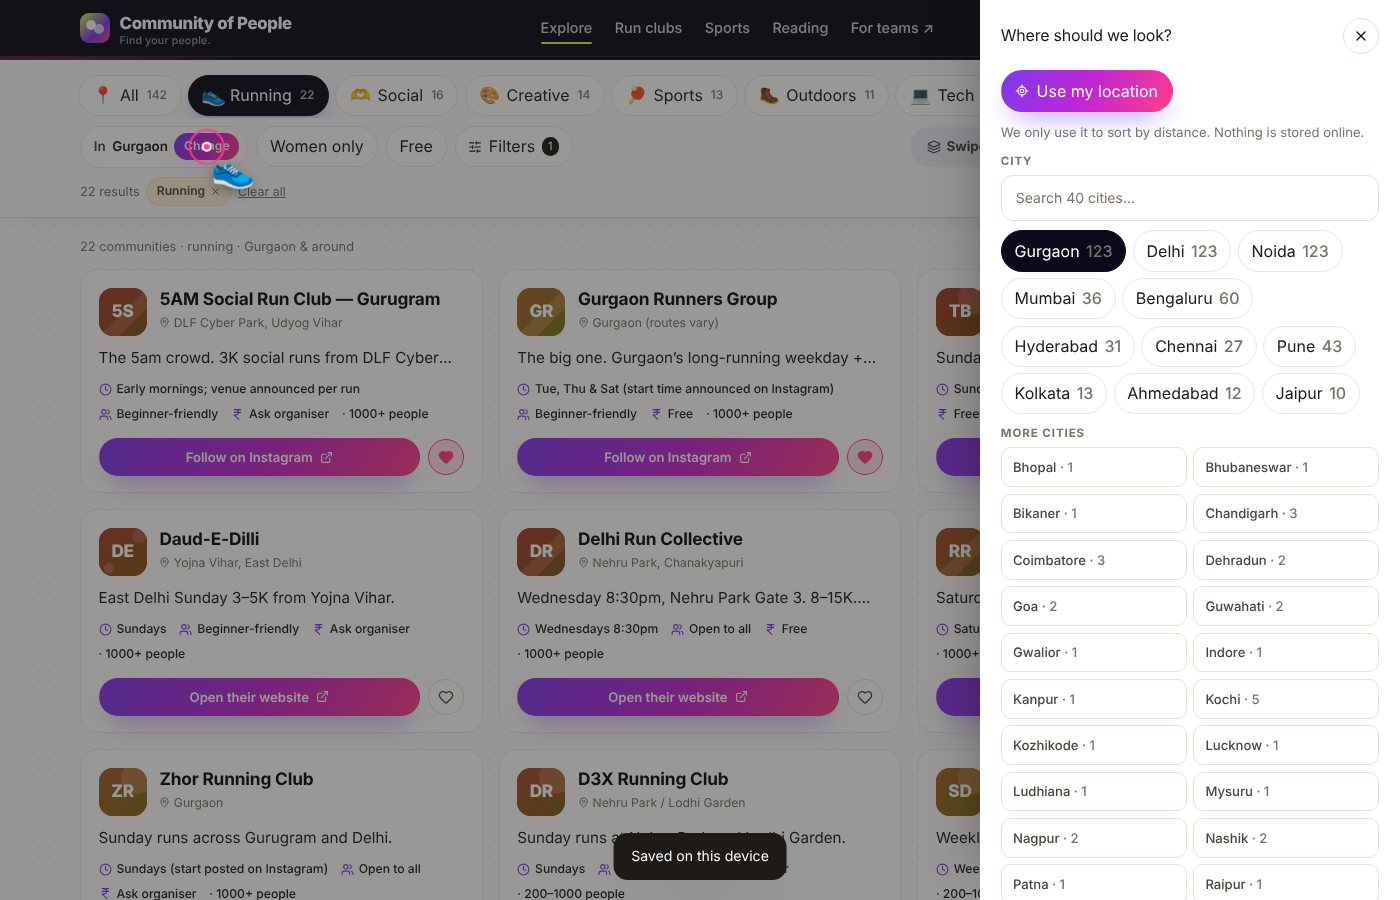 Community of People
Find your people.
Explore
Run clubs
Sports
Reading
For teams ↗
All 142
Running 22
Social 16
Creative 14
Sports 13
Outdoors 11
Tech
In Gurgaon Change
Women only
Free
Filters 1
22 results
Running ×
Clear all
22 communities · running · Gurgaon & around
5S
5AM Social Run Club — Gurugram
DLF Cyber Park, Udyog Vihar
The 5am crowd. 3K social runs from DLF Cyber...
Early mornings; venue announced per run
Beginner-friendly ₹ Ask organiser · 1000+ people
Follow on Instagram
GR
Gurgaon Runners Group
Gurgaon (routes vary)
The big one. Gurgaon's long-running weekday +...
Tue, Thu & Sat (start time announced on Instagram)
Beginner-friendly ₹ Free · 1000+ people
Follow on Instagram
TB
₹ Free
DE
Daud-E-Dilli
Yojna Vihar, East Delhi
East Delhi Sunday 3–5K from Yojna Vihar.
Sundays Beginner-friendly ₹ Ask organiser
· 1000+ people
Open their website
DR
Delhi Run Collective
Nehru Park, Chanakyapuri
Wednesday 8:30pm, Nehru Park Gate 3. 8–15K....
Wednesdays 8:30pm Open to all ₹ Free
· 1000+ people
Open their website
RR
ZR
Zhor Running Club
Gurgaon
Sunday runs across Gurugram and Delhi.
Sundays (start posted on Instagram) Open to all
₹ Ask organiser · 1000+ people
DR
D3X Running Club
Nehru Park / Lodhi Garden
Sunday runs Garden.
Sundays
· 200–1000 people
SD
Saved on this device
Where should we look?
Use my location
We only use it to sort by distance. Nothing is stored online.
CITY
Search 40 cities...
Gurgaon 123
Delhi 123
Noida 123
Mumbai 36
Bengaluru 60
Hyderabad 31
Chennai 27
Pune 43
Kolkata 13
Ahmedabad 12
Jaipur 10
MORE CITIES
Bhopal · 1
Bhubaneswar · 1
Bikaner · 1
Chandigarh · 3
Coimbatore · 3
Dehradun · 2
Goa · 2
Guwahati · 2
Gwalior · 1
Indore · 1
Kanpur · 1
Kochi · 5
Kozhikode · 1
Lucknow · 1
Ludhiana · 1
Mysuru · 1
Nagpur · 2
Nashik · 2
Patna · 1
Raipur · 1